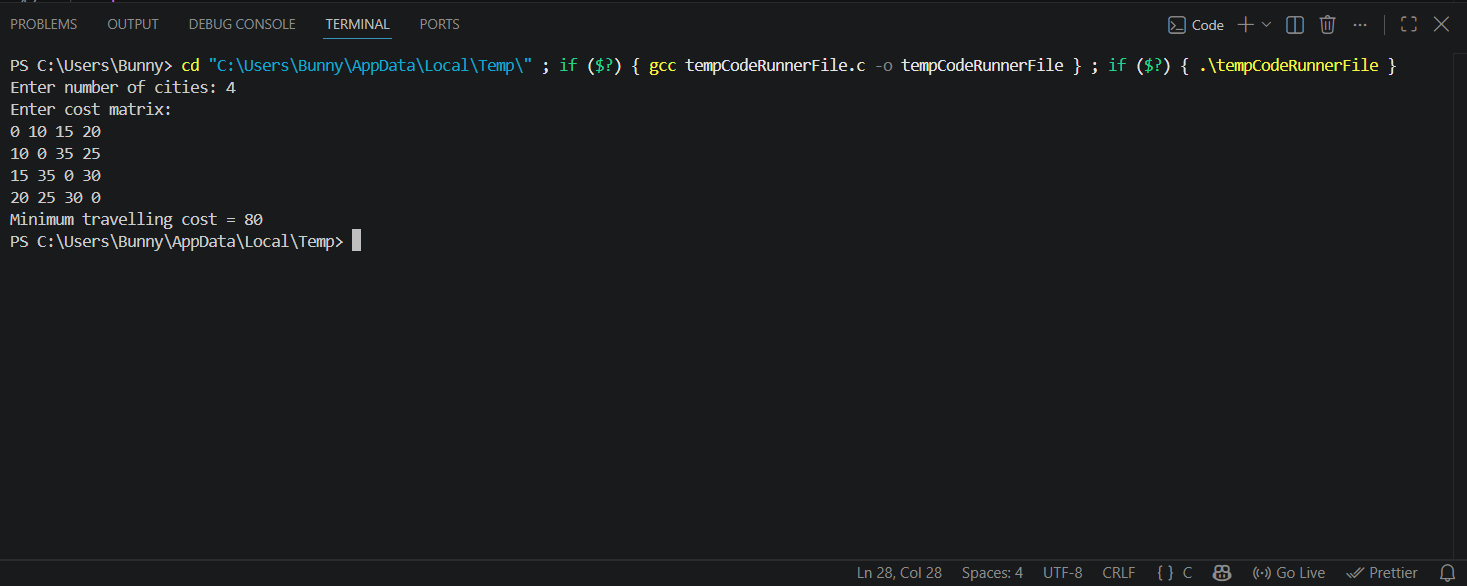 PROBLEMS OUTPUT DEBUG CONSOLE TERMINAL PORTS Code
PS C:\Users\Bunny> cd "C:\Users\Bunny\AppData\Local\Temp\" ; if ($?) { gcc tempCodeRunnerFile.c -o tempCodeRunnerFile } ; if ($?) { .\tempCodeRunnerFile }
Enter number of cities: 4
Enter cost matrix:
0 10 15 20
10 0 35 25
15 35 0 30
20 25 30 0
Minimum travelling cost = 80
PS C:\Users\Bunny\AppData\Local\Temp>
Ln 28, Col 28 Spaces: 4 UTF-8 CRLF { } C Go Live Prettier